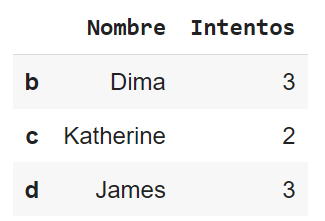 Nombre Intentos
b Dima 3
c Katherine 2
d James 3